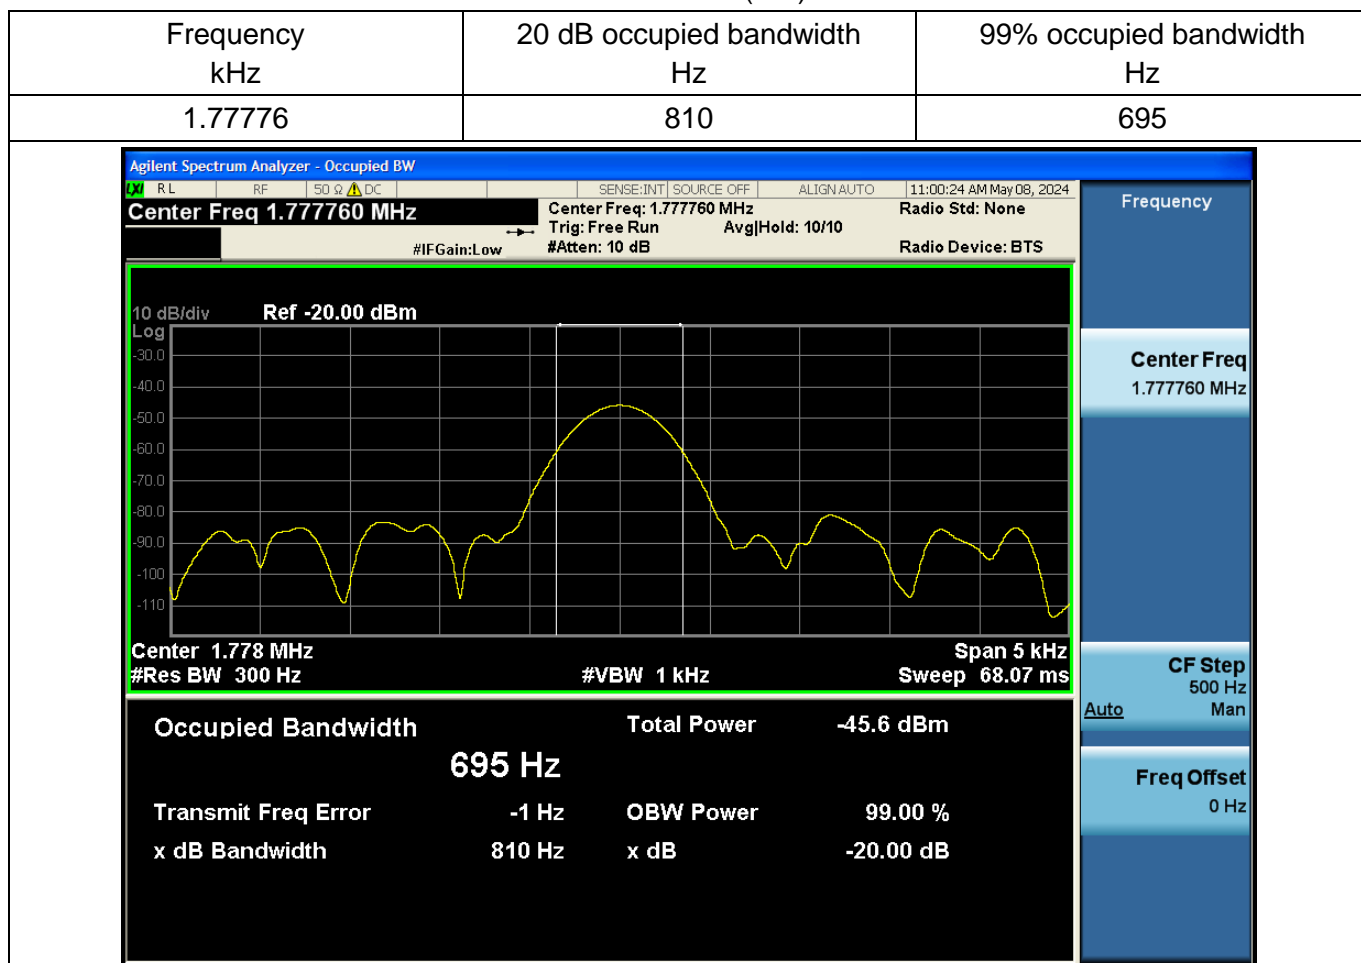 Frequency
kHz
20 dB occupied bandwidth
Hz
99% occupied bandwidth
Hz
1.77776
810
695
Agilent Spectrum Analyzer - Occupied BW
LXI RL RF 50 Ω DC SENSE:INT SOURCE OFF ALIGN AUTO 11:00:24 AM May 08, 2024
Center Freq 1.777760 MHz
Center Freq: 1.777760 MHz
Radio Std: None
Trig: Free Run Avg|Hold: 10/10
#IFGain:Low
#Atten: 10 dB
Radio Device: BTS
10 dB/div Ref -20.00 dBm
Log
-30.0
-40.0
-50.0
-60.0
-70.0
-80.0
-90.0
-100
-110
Center 1.778 MHz Span 5 kHz
#Res BW 300 Hz #VBW 1 kHz Sweep 68.07 ms
Occupied Bandwidth Total Power -45.6 dBm
695 Hz
Transmit Freq Error -1 Hz OBW Power 99.00 %
x dB Bandwidth 810 Hz x dB -20.00 dB
Frequency
Center Freq
1.777760 MHz
CF Step
500 Hz
Auto Man
Freq Offset
0 Hz